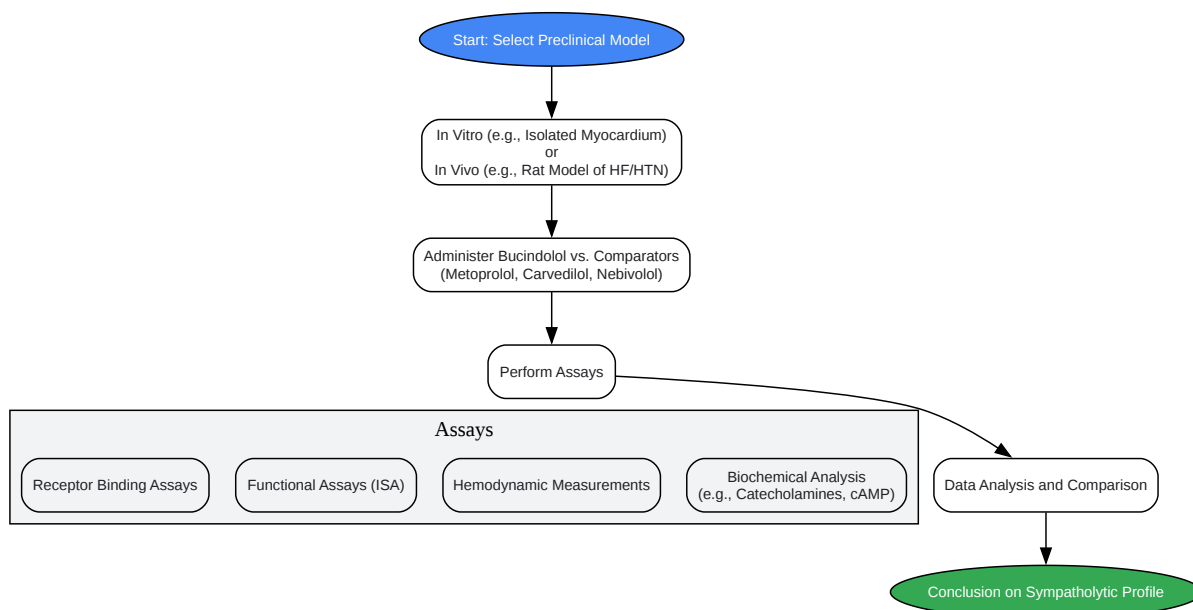 Start: Select Preclinical Model
In Vitro (e.g., Isolated Myocardium)
or
In Vivo (e.g., Rat Model of HF/HTN)
Administer Bucindolol vs. Comparators
(Metoprolol, Carvedilol, Nebivolol)
Perform Assays
Assays
Receptor Binding Assays
Functional Assays (ISA)
Hemodynamic Measurements
Biochemical Analysis
(e.g., Catecholamines, cAMP)
Data Analysis and Comparison
Conclusion on Sympatholytic Profile